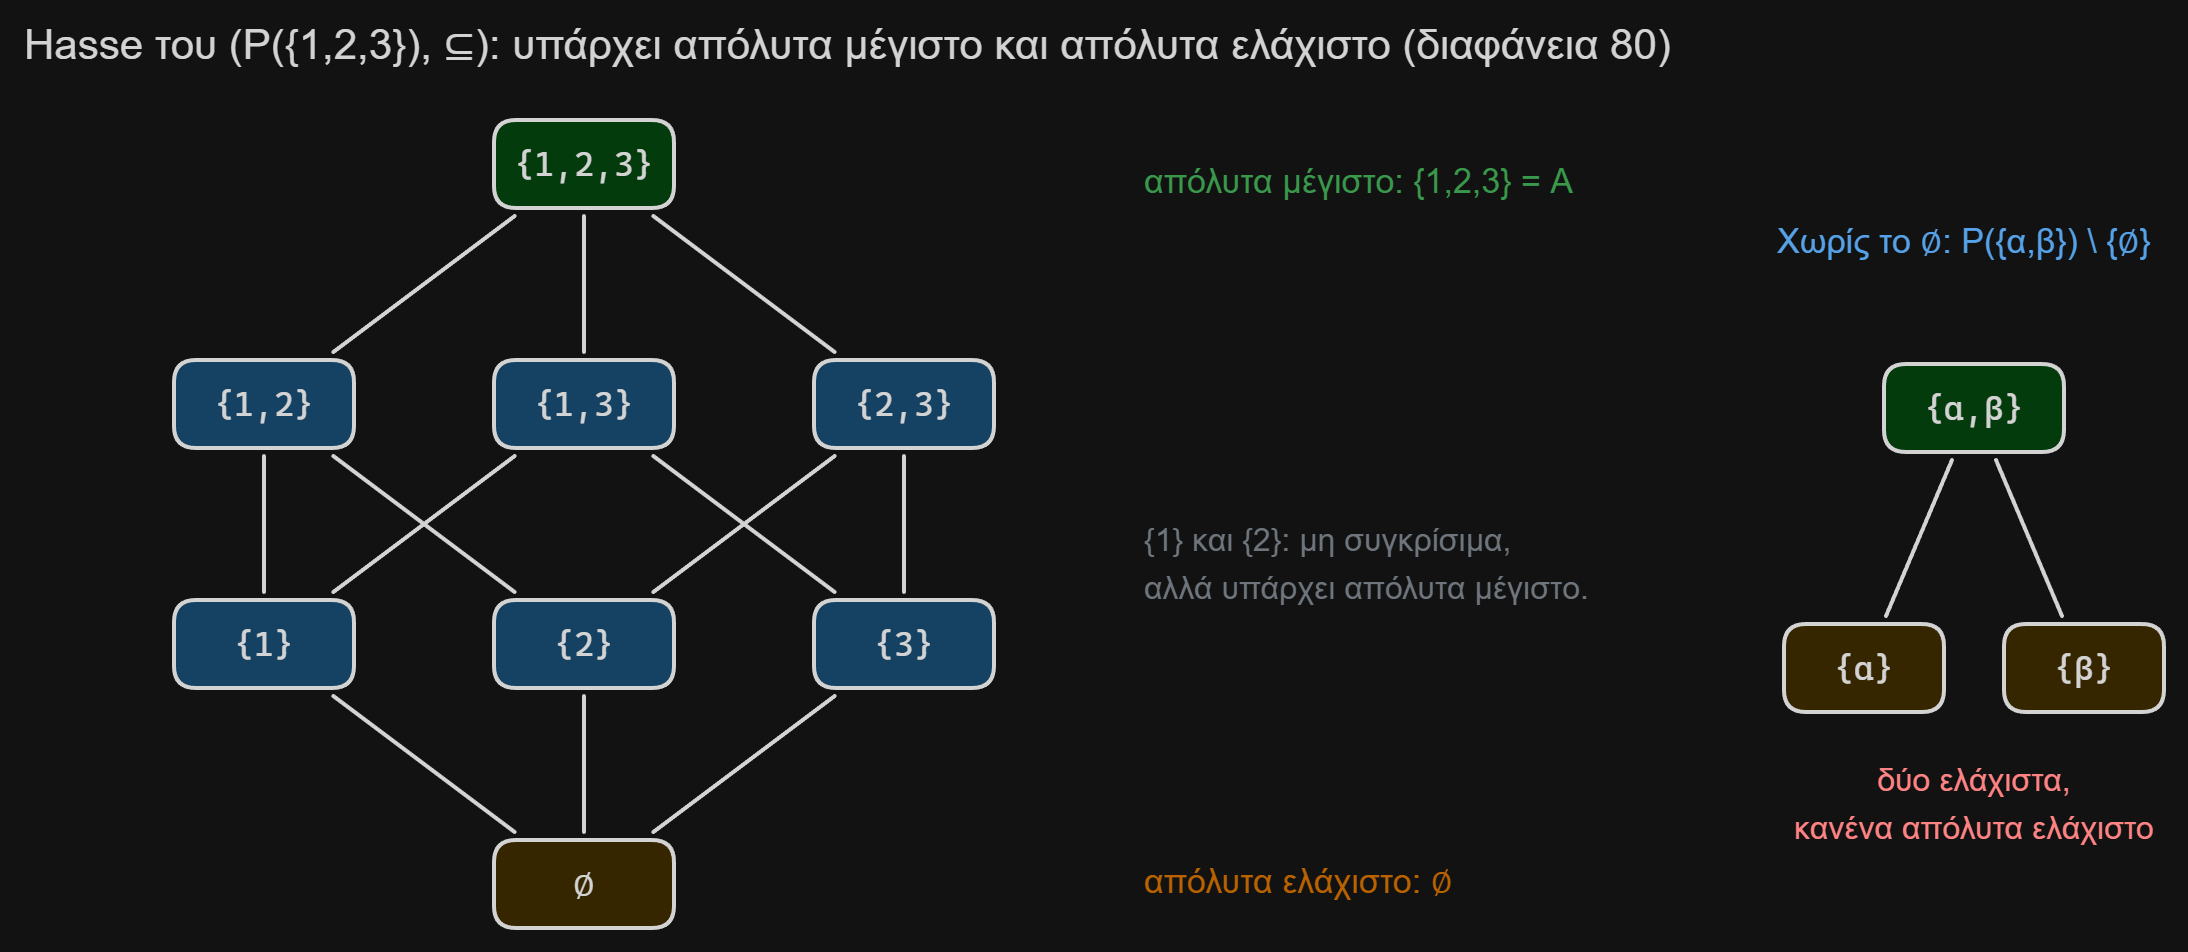 Hasse του (P({1,2,3}), ⊆): υπάρχει απόλυτα μέγιστο και απόλυτα ελάχιστο (διαφάνεια 80)
{1,2,3}
απόλυτα μέγιστο: {1,2,3} = A
Χωρίς το ∅: P({α,β}) \ {∅}
{1,2}
{1,3}
{2,3}
{α,β}
{1} και {2}: μη συγκρίσιμα,
αλλά υπάρχει απόλυτα μέγιστο.
{1}
{2}
{3}
{α}
{β}
δύο ελάχιστα,
κανένα απόλυτα ελάχιστο
∅
απόλυτα ελάχιστο: ∅